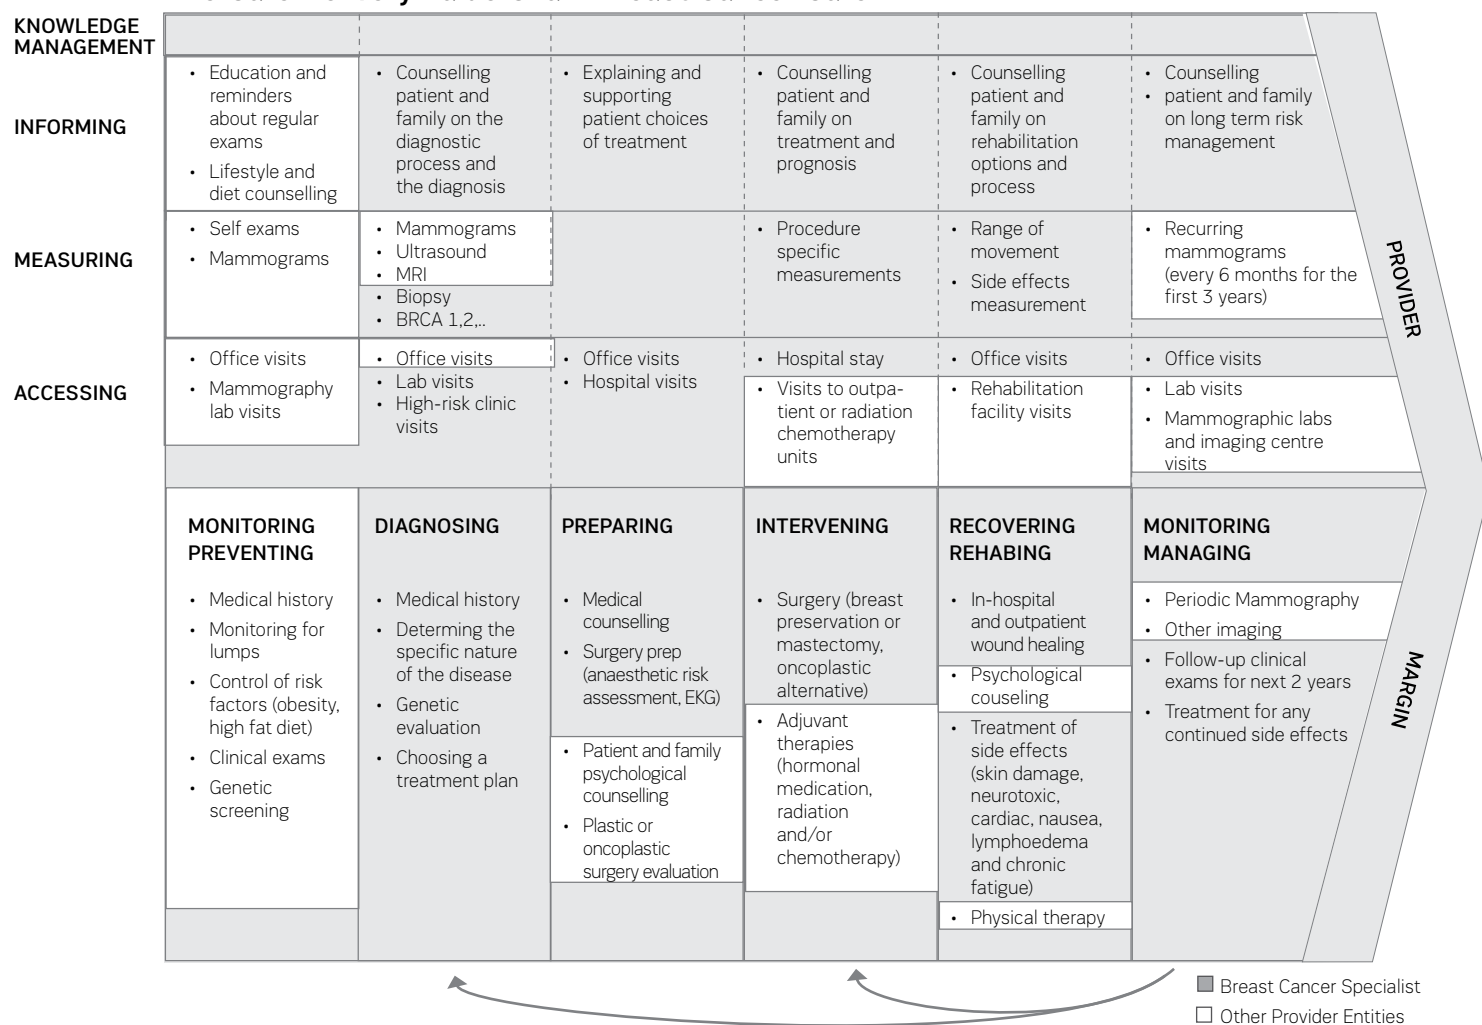 KNOWLEDGE
MANAGEMENT
INFORMING
• Education and
reminders
about regular
exams
• Lifestyle and
diet counselling
• Counselling
patient and
family on the
diagnostic
process and
the diagnosis
• Explaining and
supporting
patient choices
of treatment
• Counselling
patient and
family on
treatment and
prognosis
• Counselling
patient and
family on
rehabilitation
options and
process
• Counselling
• patient and family
on long term risk
management
MEASURING
• Self exams
• Mammograms
• Mammograms
• Ultrasound
• MRI
• Biopsy
• BRCA 1,2,..
• Procedure
specific
measurements
• Range of
movement
• Side effects
measurement
• Recurring
mammograms
(every 6 months for the
first 3 years)
ACCESSING
• Office visits
• Mammography
lab visits
• Office visits
• Lab visits
• High-risk clinic
visits
• Office visits
• Hospital visits
• Hospital stay
• Visits to outpa-
tient or radiation
chemotherapy
units
• Office visits
• Rehabilitation
facility visits
• Office visits
• Lab visits
• Mammographic labs
and imaging centre
visits
PROVIDER
MARGIN
MONITORING
PREVENTING
• Medical history
• Monitoring for
lumps
• Control of risk
factors (obesity,
high fat diet)
• Clinical exams
• Genetic
screening
DIAGNOSING
• Medical history
• Determing the
specific nature
of the disease
• Genetic
evaluation
• Choosing a
treatment plan
PREPARING
• Medical
counselling
• Surgery prep
(anaesthetic risk
assessment, EKG)
• Patient and family
psychological
counselling
• Plastic or
oncoplastic
surgery evaluation
INTERVENING
• Surgery (breast
preservation or
mastectomy,
oncoplastic
alternative)
• Adjuvant
therapies
(hormonal
medication,
radiation
and/or
chemotherapy)
RECOVERING
REHABING
• In-hospital
and outpatient
wound healing
• Psychological
couseling
• Treatment of
side effects
(skin damage,
neurotoxic,
cardiac, nausea,
lymphoedema
and chronic
fatigue)
• Physical therapy
MONITORING
MANAGING
• Periodic Mammography
• Other imaging
• Follow-up clinical
exams for next 2 years
• Treatment for any
continued side effects
Breast Cancer Specialist
Other Provider Entities